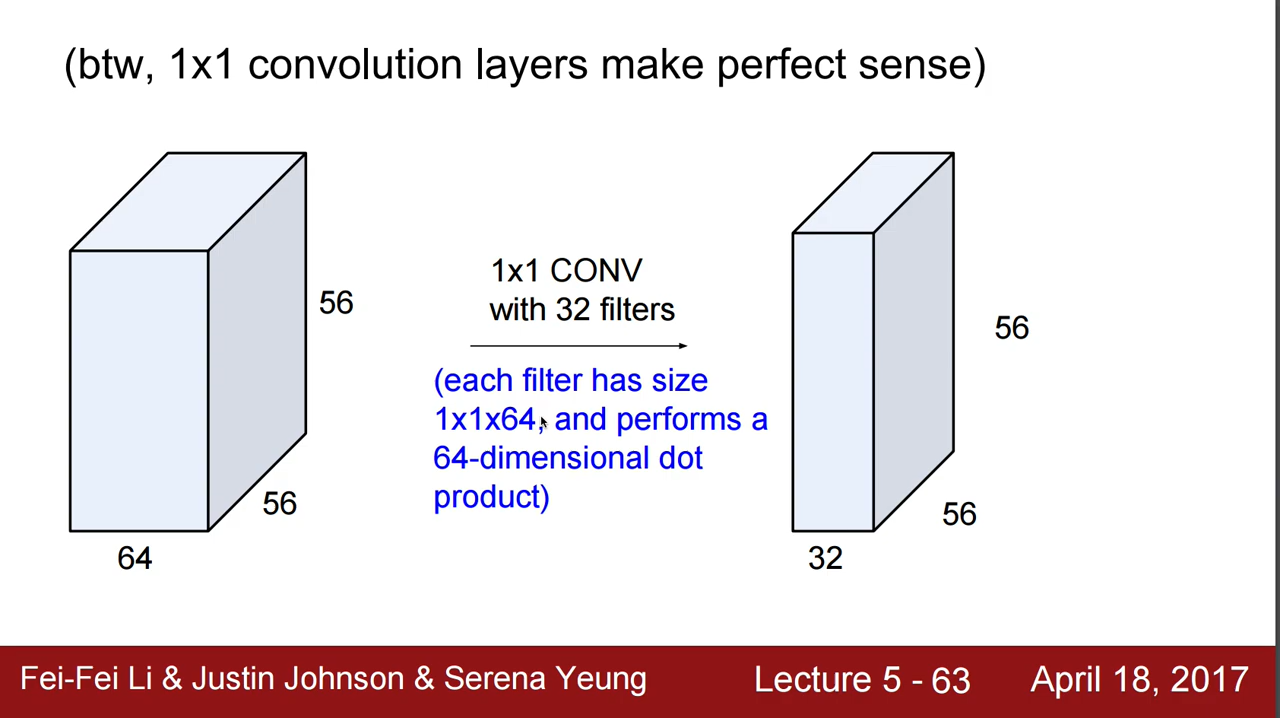 (btw, 1x1 convolution layers make perfect sense)
56
56
64
1x1 CONV
with 32 filters
(each filter has size
1x1x64, and performs a
64-dimensional dot
product)
56
56
32
Fei-Fei Li & Justin Johnson & Serena Yeung
Lecture 5 - 63
April 18, 2017